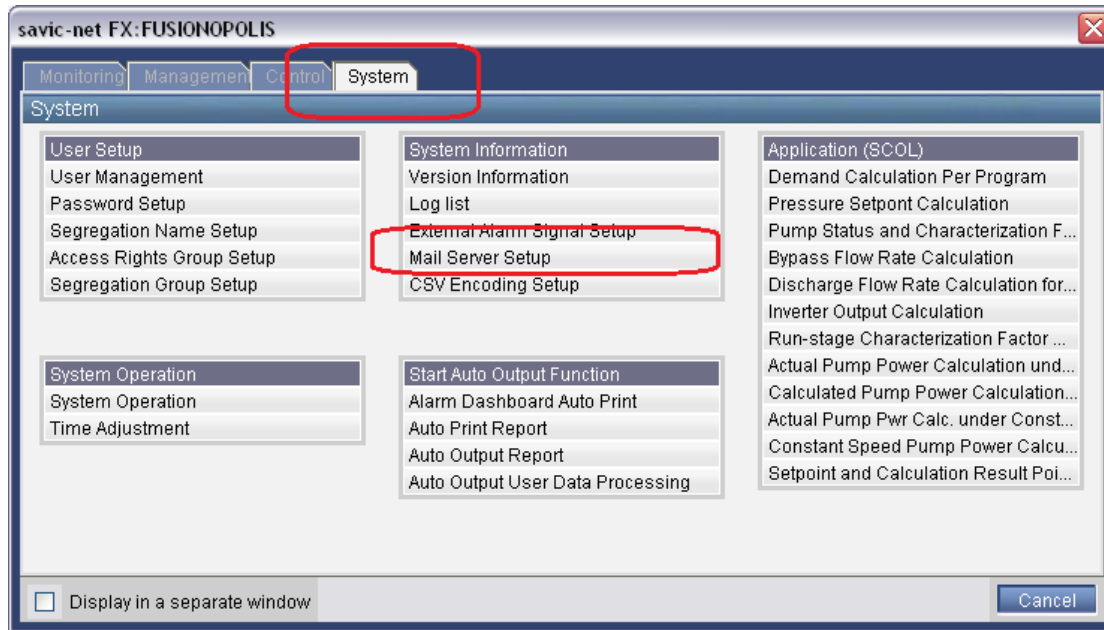 savic-net FX:FUSIONOPOLIS
Monitoring Management Control System
System
User Setup
User Management
Password Setup
Segregation Name Setup
Access Rights Group Setup
Segregation Group Setup
System Operation
System Operation
Time Adjustment
System Information
Version Information
Log list
External Alarm Signal Setup
Mail Server Setup
CSV Encoding Setup
Start Auto Output Function
Alarm Dashboard Auto Print
Auto Print Report
Auto Output Report
Auto Output User Data Processing
Application (SCOL)
Demand Calculation Per Program
Pressure Setpont Calculation
Pump Status and Characterization F...
Bypass Flow Rate Calculation
Discharge Flow Rate Calculation for...
Inverter Output Calculation
Run-stage Characterization Factor ...
Actual Pump Power Calculation und...
Calculated Pump Power Calculation...
Actual Pump Pwr Calc. under Const...
Constant Speed Pump Power Calcu...
Setpoint and Calculation Result Poi...
Display in a separate window
Cancel